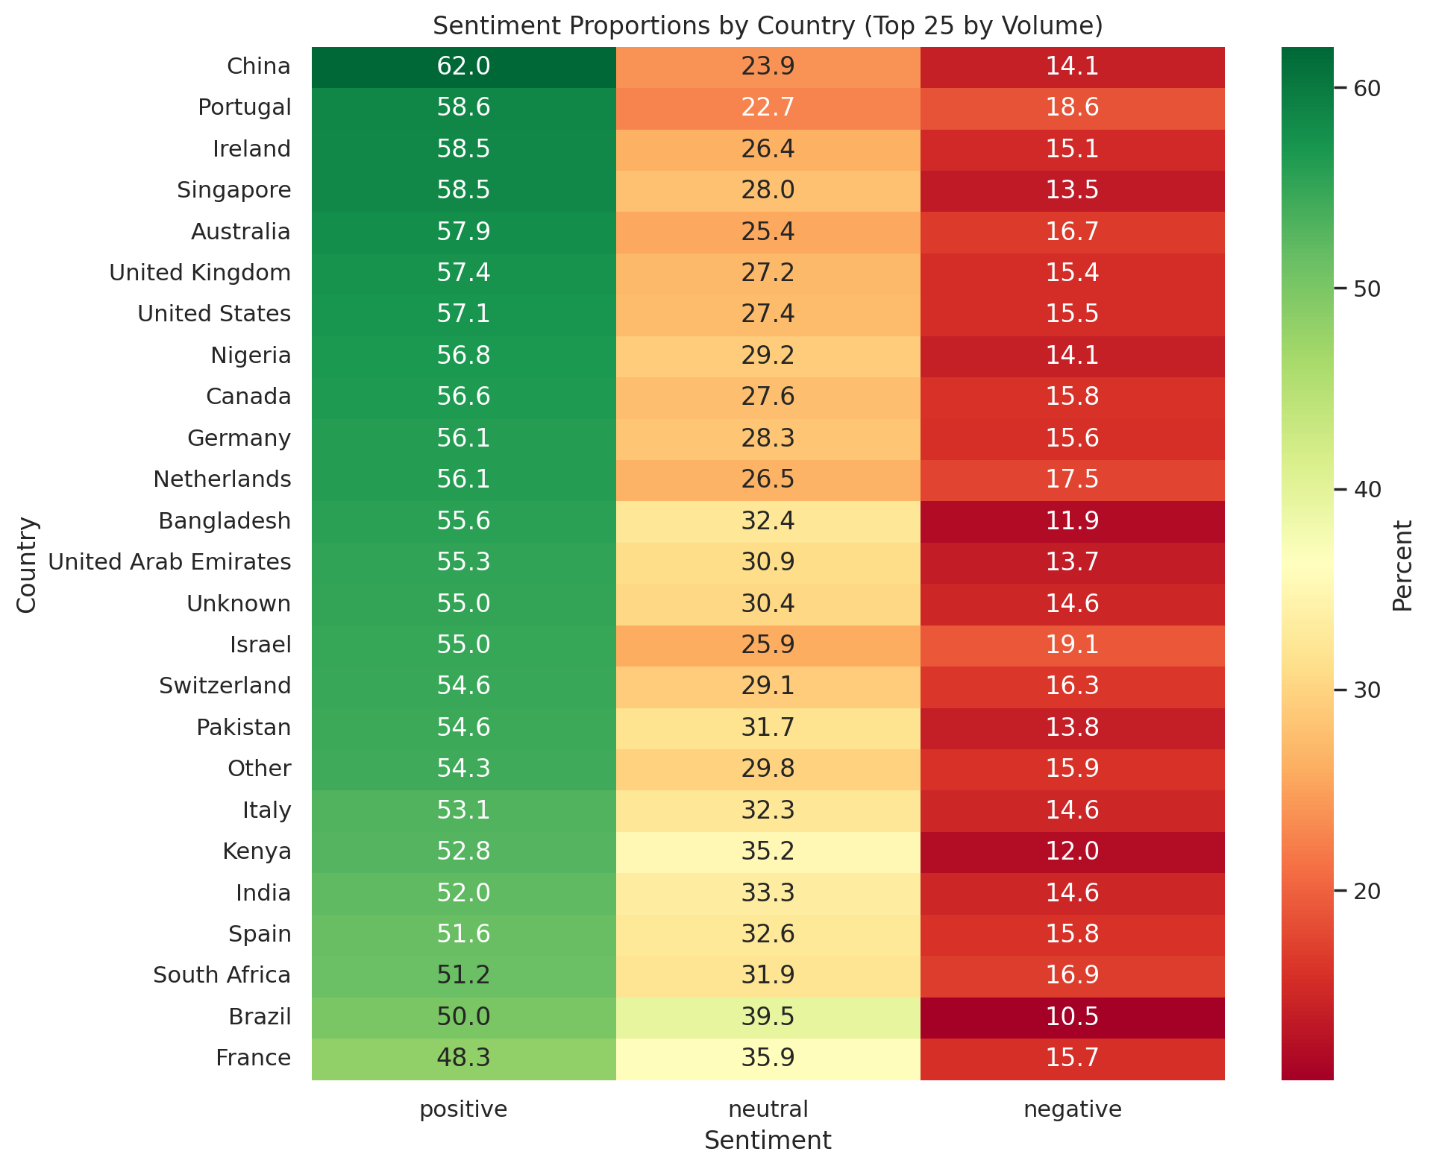 Sentiment Proportions by Country (Top 25 by Volume)
China 62.0 23.9 14.1
Portugal 58.6 22.7 18.6
Ireland 58.5 26.4 15.1
Singapore 58.5 28.0 13.5
Australia 57.9 25.4 16.7
United Kingdom 57.4 27.2 15.4
United States 57.1 27.4 15.5
Nigeria 56.8 29.2 14.1
Canada 56.6 27.6 15.8
Germany 56.1 28.3 15.6
Netherlands 56.1 26.5 17.5
Bangladesh 55.6 32.4 11.9
United Arab Emirates 55.3 30.9 13.7
Unknown 55.0 30.4 14.6
Israel 55.0 25.9 19.1
Switzerland 54.6 29.1 16.3
Pakistan 54.6 31.7 13.8
Other 54.3 29.8 15.9
Italy 53.1 32.3 14.6
Kenya 52.8 35.2 12.0
India 52.0 33.3 14.6
Spain 51.6 32.6 15.8
South Africa 51.2 31.9 16.9
Brazil 50.0 39.5 10.5
France 48.3 35.9 15.7
positive neutral negative
Sentiment
Country
60
50
40
30
20
Percent